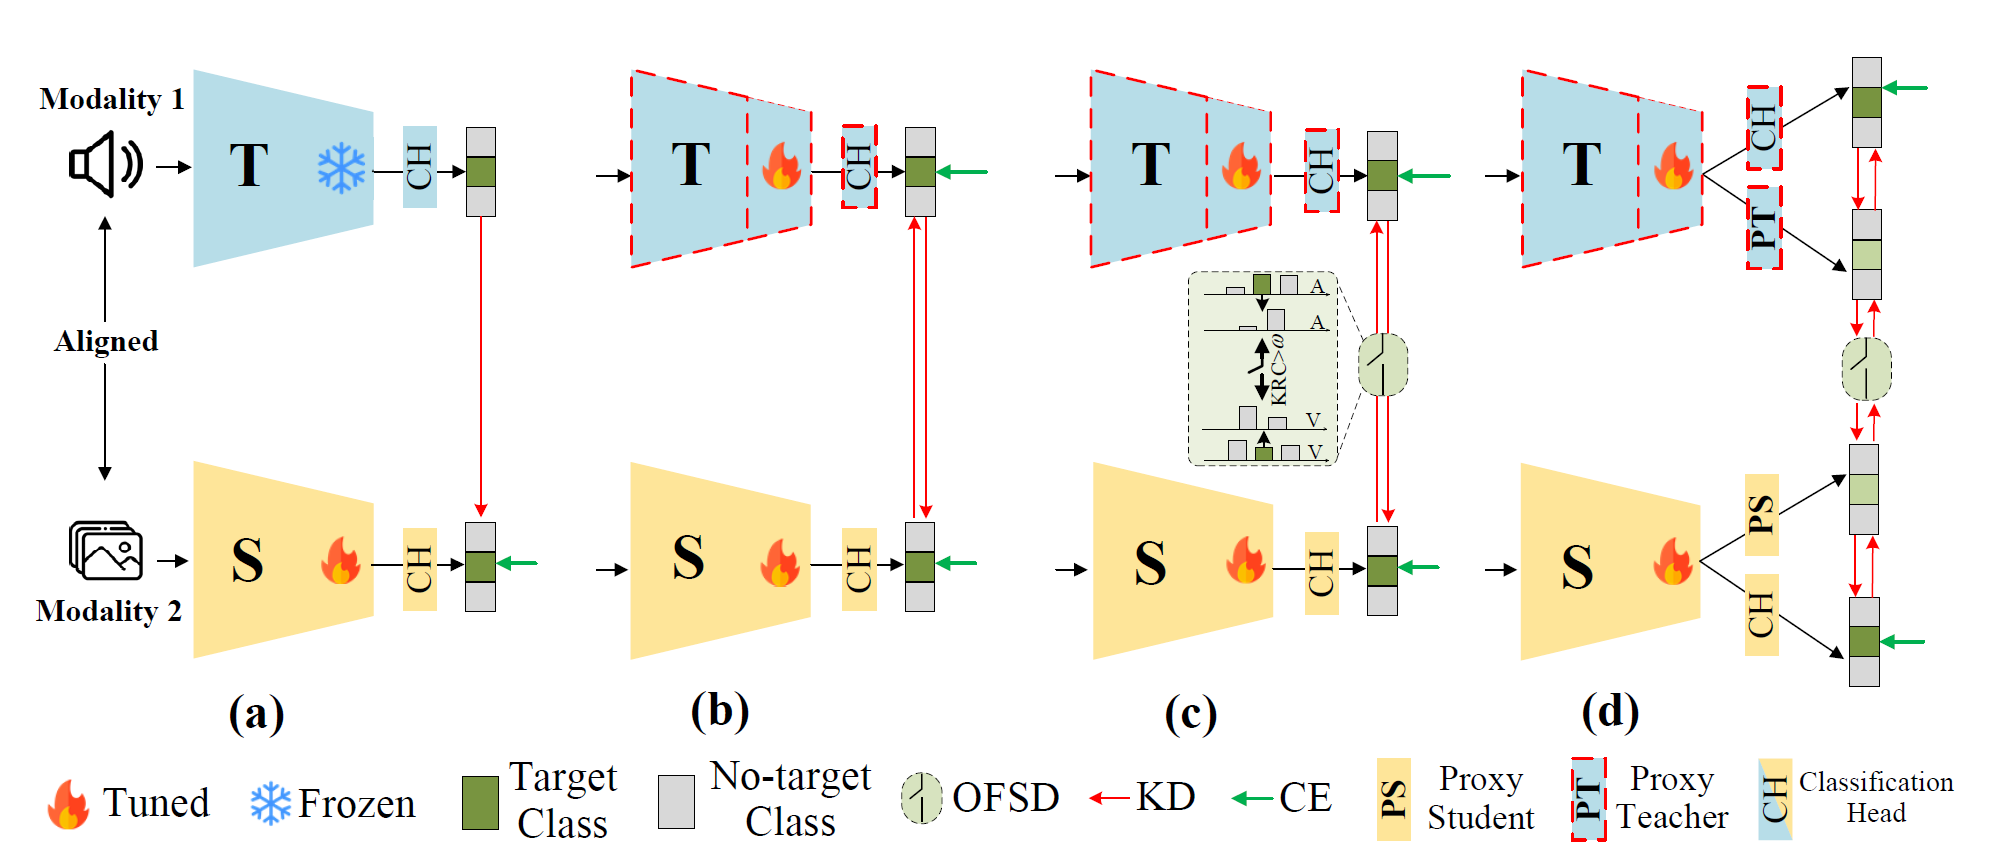 Modality 1
T
CH
T
CH
T
CH
T
CH
PT
A
A
KRC>ω
V
V
Aligned
Modality 2
S
CH
S
CH
S
CH
S
PS
CH
(a)
(b)
(c)
(d)
Tuned
Frozen
Target
Class
No-target
Class
OFSD
KD
CE
PS
Proxy
Student
PT
Proxy
Teacher
CH
Classification
Head